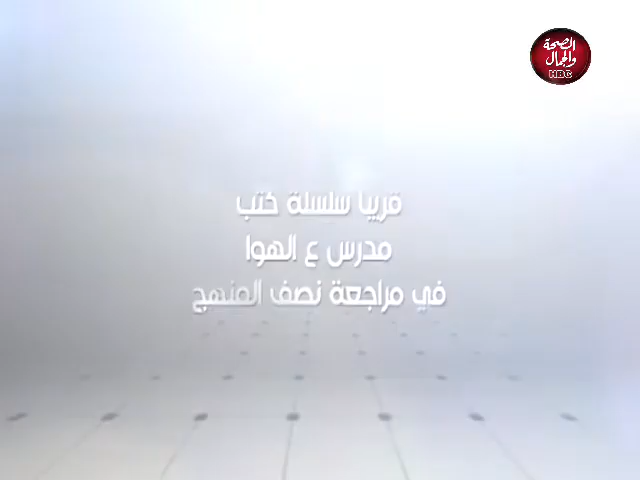 الصحة
والجمال
HBC
قريبا سلسلة كتب
مدرس ع الهوا
في مراجعة نصف المنهج